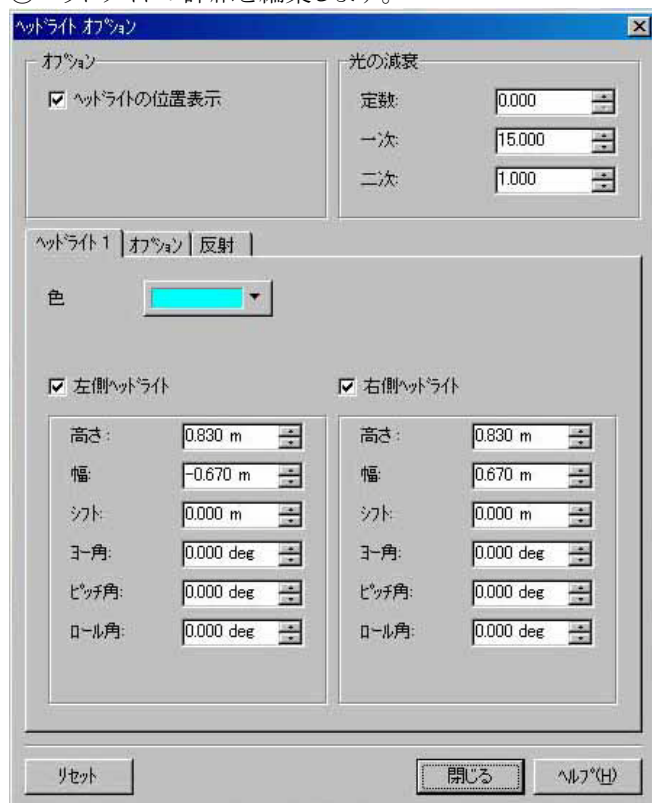 ヘッドライト オプション
オプション
ヘッドライトの位置表示
光の減衰
定数: 0.000
一次: 15.000
二次: 1.000
ヘッドライト 1 オプション 反射
色
左側ヘッドライト
高さ: 0.830 m
幅: -0.670 m
シフト: 0.000 m
ヨー角: 0.000 deg
ピッチ角: 0.000 deg
ロール角: 0.000 deg
右側ヘッドライト
高さ: 0.830 m
幅: 0.670 m
シフト: 0.000 m
ヨー角: 0.000 deg
ピッチ角: 0.000 deg
ロール角: 0.000 deg
リセット 閉じる ヘルプ(H)